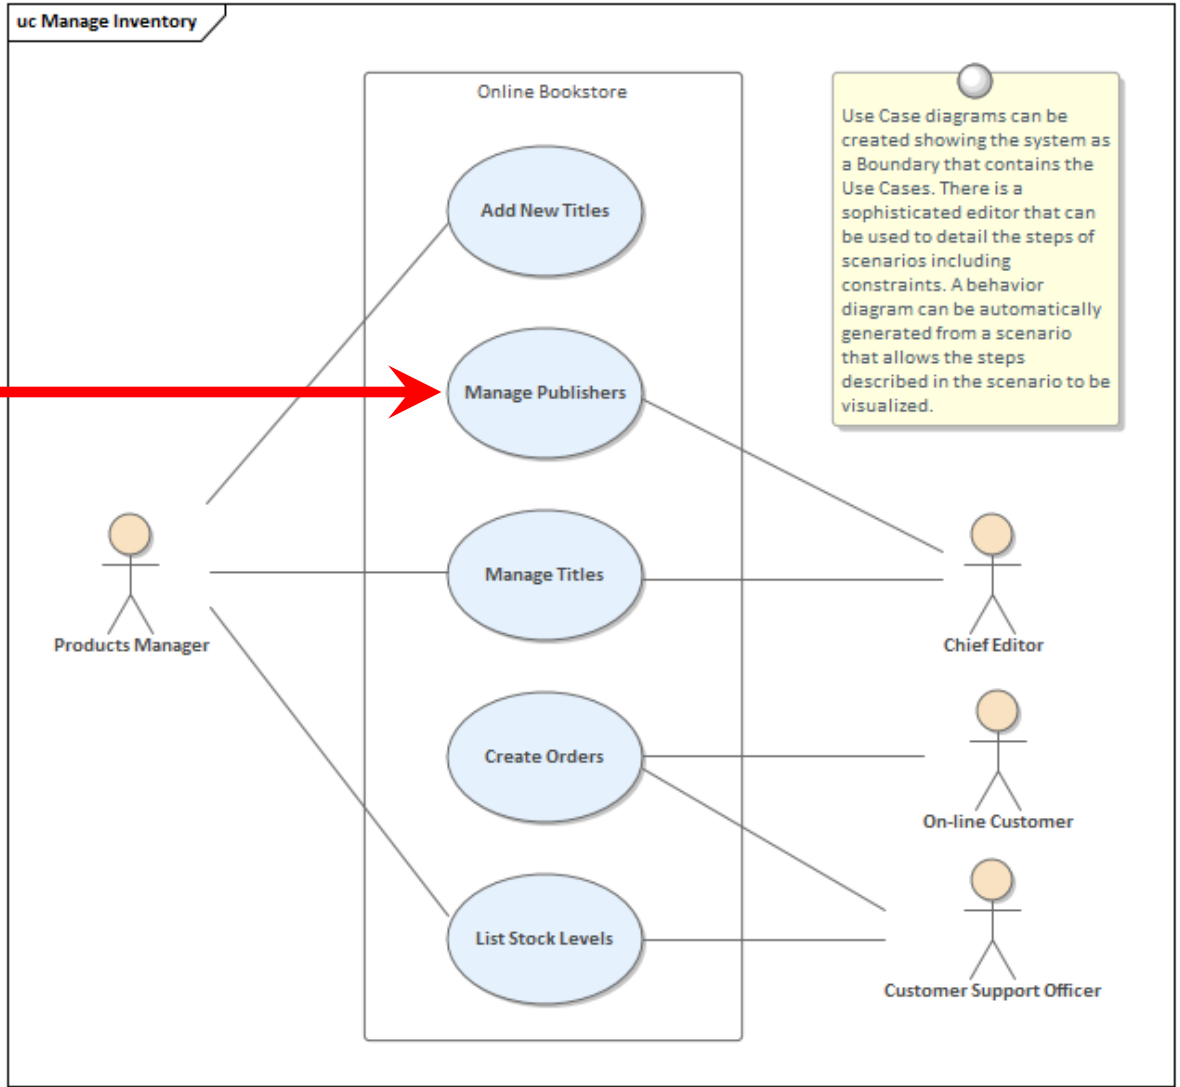 uc Manage Inventory
Online Bookstore
Use Case diagrams can be
created showing the system as
a Boundary that contains the
Use Cases. There is a
sophisticated editor that can
be used to detail the steps of
scenarios including
constraints. A behavior
diagram can be automatically
generated from a scenario
that allows the steps
described in the scenario to be
visualized.
Add New Titles
Manage Publishers
Manage Titles
Products Manager
Chief Editor
Create Orders
On-line Customer
List Stock Levels
Customer Support Officer